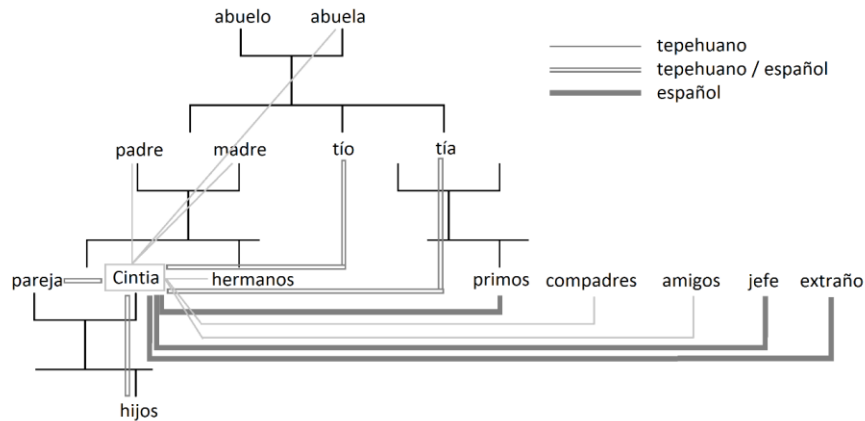 abuelo abuela
tepehuano
tepehuano / español
español
padre madre tío tía
pareja Cintia hermanos primos compadres amigos jefe extraño
hijos